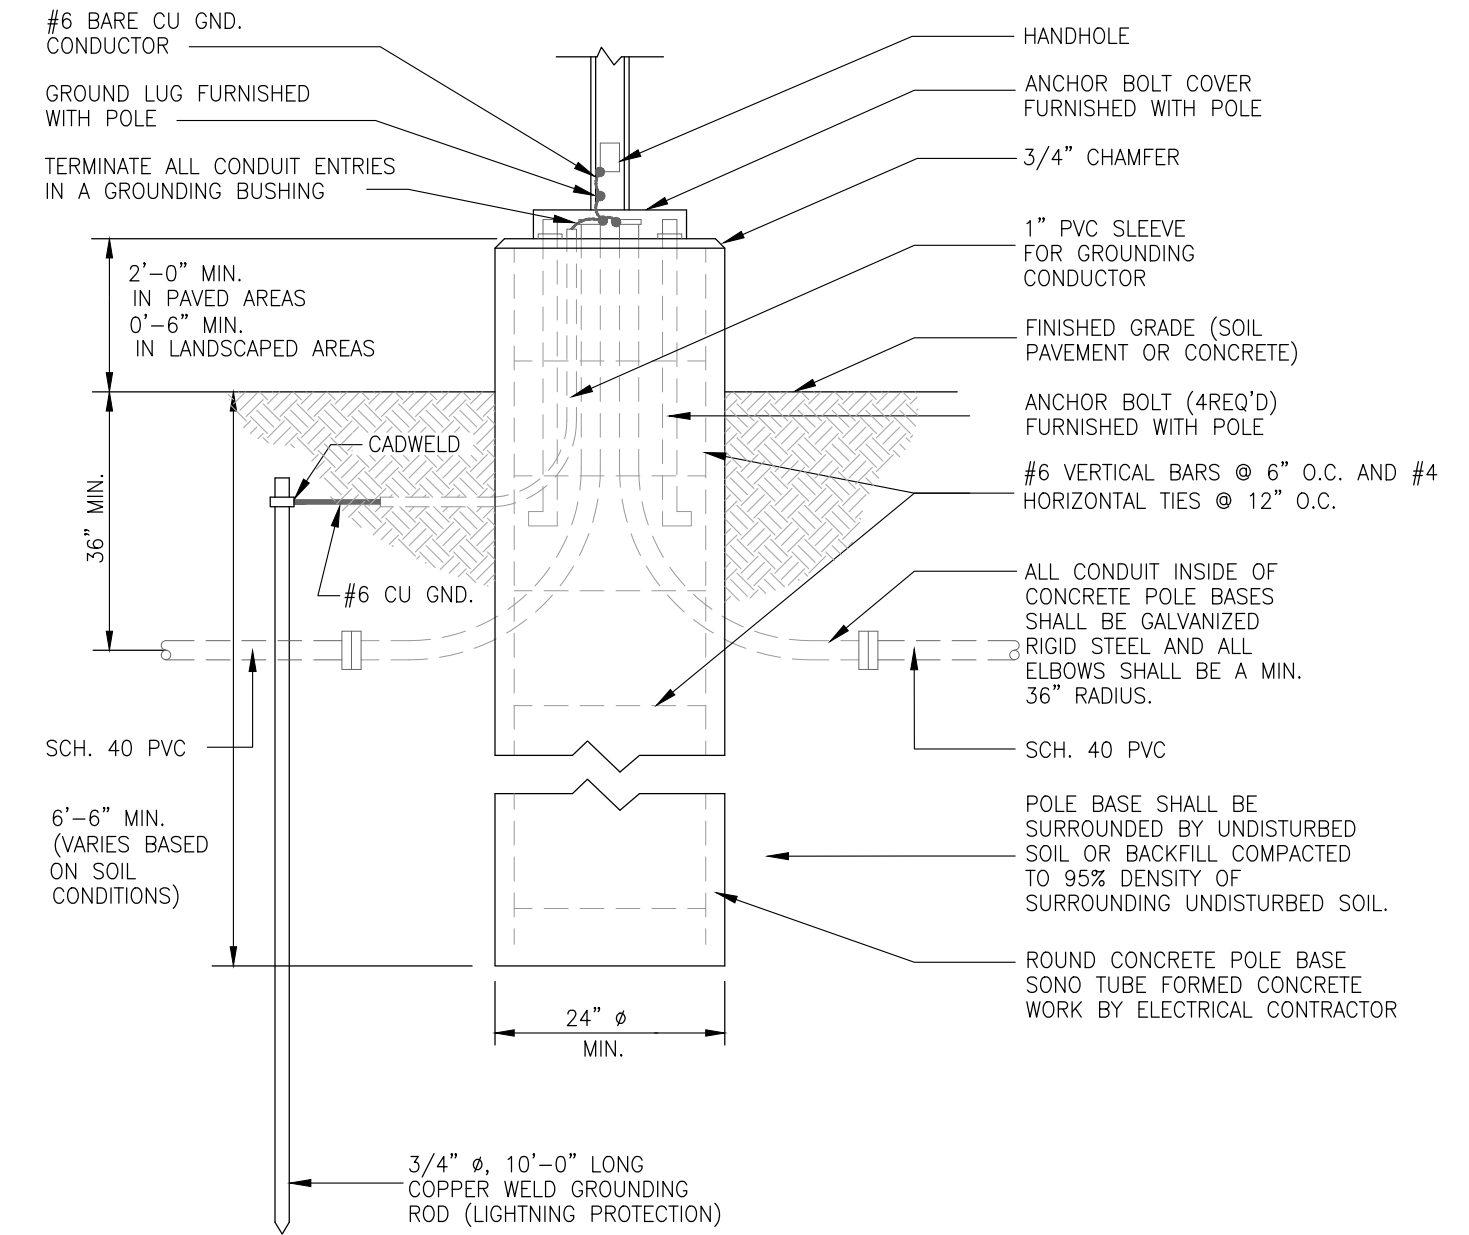 #6 BARE CU GND.
CONDUCTOR
GROUND LUG FURNISHED
WITH POLE
TERMINATE ALL CONDUIT ENTRIES
IN A GROUNDING BUSHING
2'-0" MIN.
IN PAVED AREAS
0'-6" MIN.
IN LANDSCAPED AREAS
36" MIN.
CADWELD
#6 CU GND.
SCH. 40 PVC
6'-6" MIN.
(VARIES BASED
ON SOIL
CONDITIONS)
24" ø
MIN.
3/4" ø, 10'-0" LONG
COPPER WELD GROUNDING
ROD (LIGHTNING PROTECTION)
HANDHOLE
ANCHOR BOLT COVER
FURNISHED WITH POLE
3/4" CHAMFER
1" PVC SLEEVE
FOR GROUNDING
CONDUCTOR
FINISHED GRADE (SOIL
PAVEMENT OR CONCRETE)
ANCHOR BOLT (4REQ'D)
FURNISHED WITH POLE
#6 VERTICAL BARS @ 6" O.C. AND #4
HORIZONTAL TIES @ 12" O.C.
ALL CONDUIT INSIDE OF
CONCRETE POLE BASES
SHALL BE GALVANIZED
RIGID STEEL AND ALL
ELBOWS SHALL BE A MIN.
36" RADIUS.
SCH. 40 PVC
POLE BASE SHALL BE
SURROUNDED BY UNDISTURBED
SOIL OR BACKFILL COMPACTED
TO 95% DENSITY OF
SURROUNDING UNDISTURBED SOIL.
ROUND CONCRETE POLE BASE
SONO TUBE FORMED CONCRETE
WORK BY ELECTRICAL CONTRACTOR